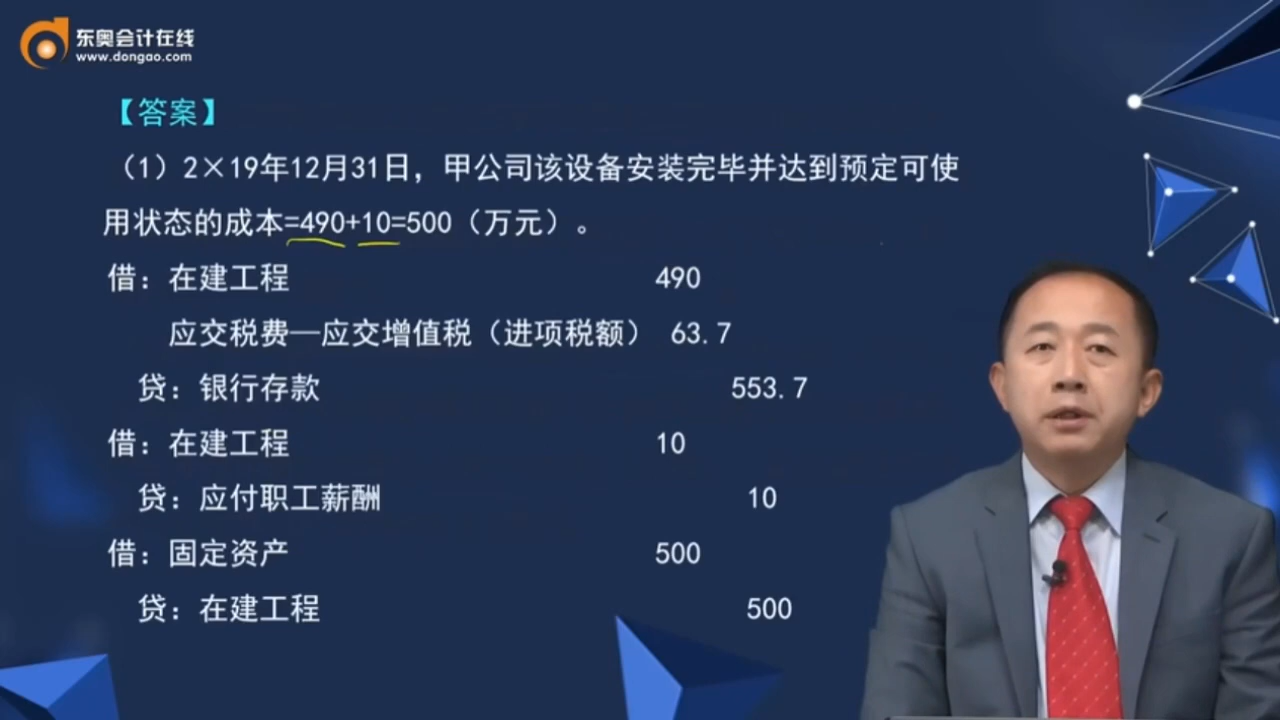 东奥会计在线
www.dongao.com
【答案】
（1）2×19年12月31日，甲公司该设备安装完毕并达到预定可使
用状态的成本=490+10=500（万元）。
借：在建工程 490
应交税费—应交增值税（进项税额） 63.7
贷：银行存款 553.7
借：在建工程 10
贷：应付职工薪酬 10
借：固定资产 500
贷：在建工程 500